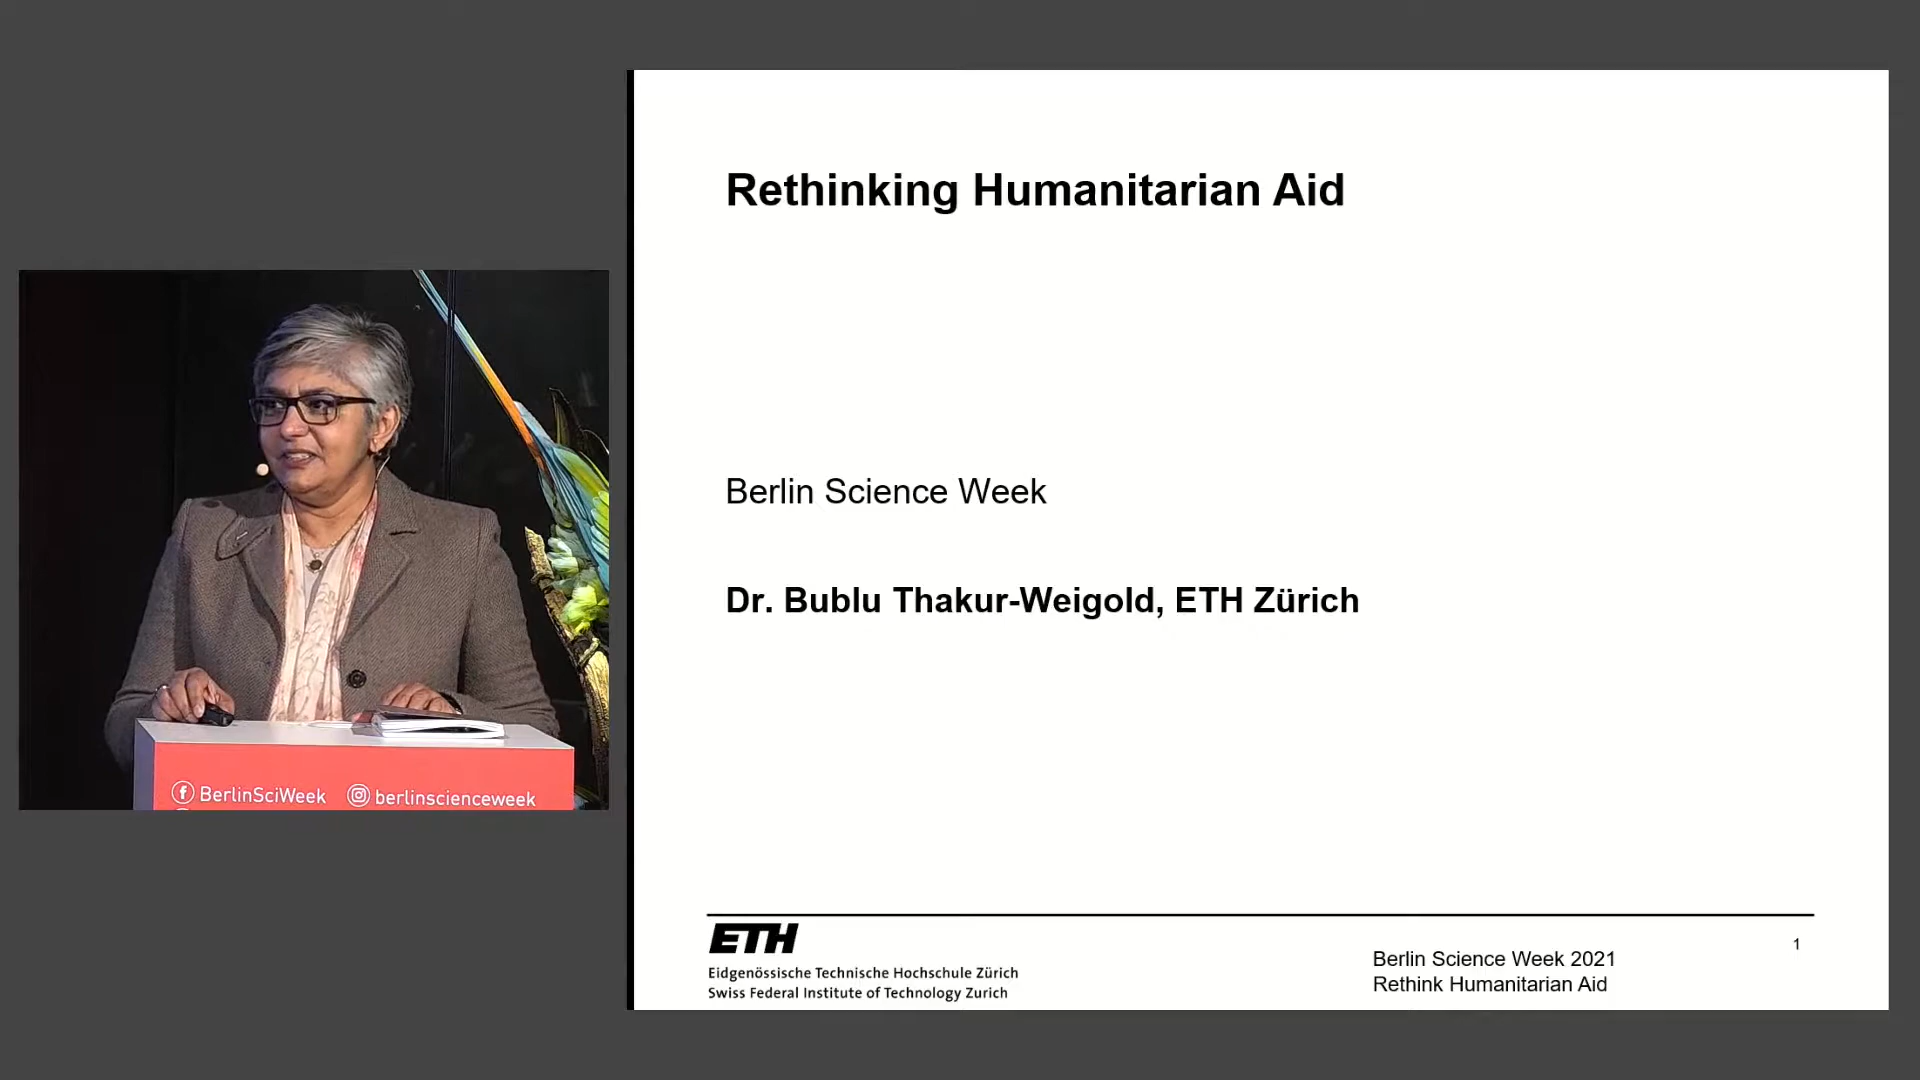 Rethinking Humanitarian Aid
Berlin Science Week
Dr. Bublu Thakur-Weigold, ETH Zürich
ETH
Eidgenössische Technische Hochschule Zürich
Swiss Federal Institute of Technology Zurich
Berlin Science Week 2021
Rethink Humanitarian Aid
1
BerlinSciWeek berlinscienceweek